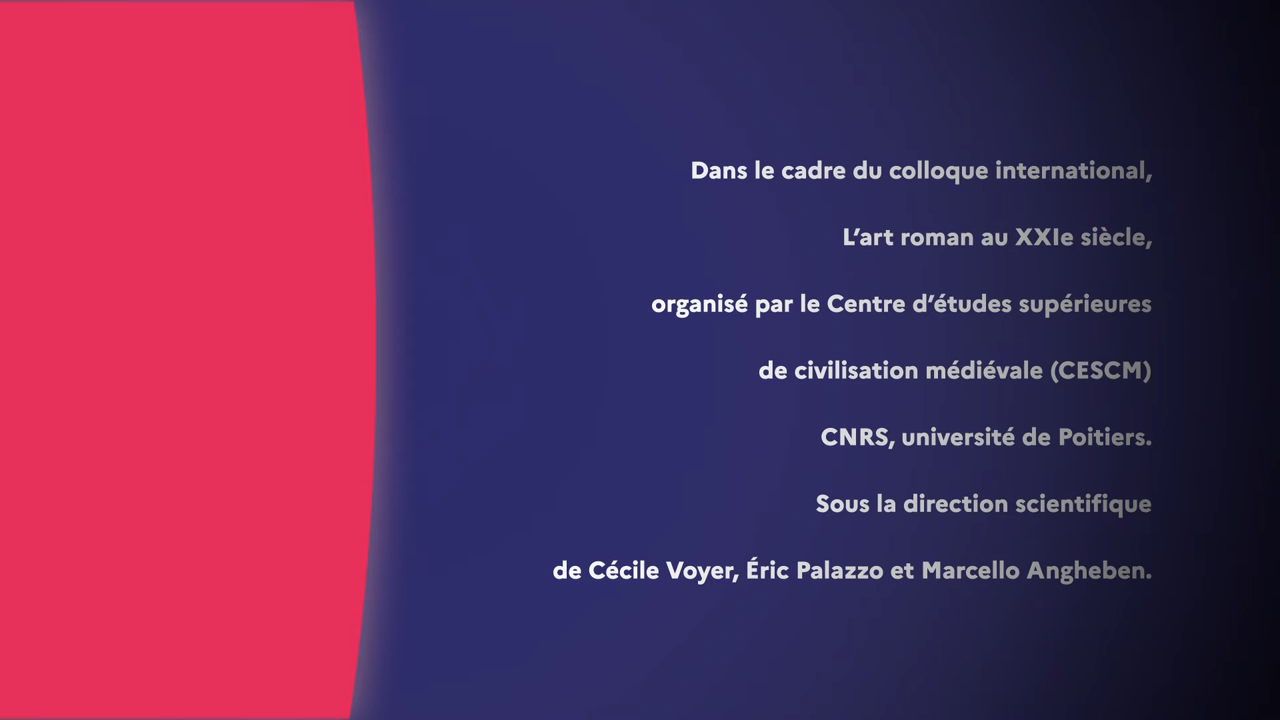 Dans le cadre du colloque international,
L’art roman au XXIe siècle,
organisé par le Centre d’études supérieures
de civilisation médiévale (CESCM)
CNRS, université de Poitiers.
Sous la direction scientifique
de Cécile Voyer, Éric Palazzo et Marcello Angheben.